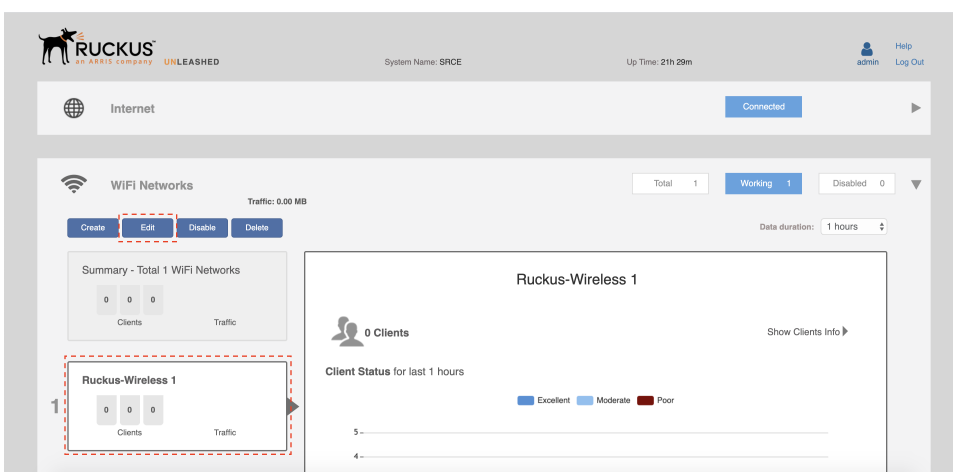 RUCKUS™
an ARRIS company UNLEASHED
System Name: SRCE
Up Time: 21h 29m
admin
Help
Log Out
Internet
Connected
WiFi Networks
Total 1
Working 1
Disabled 0
Traffic: 0.00 MB
Create Edit Disable Delete
Data duration: 1 hours
Summary - Total 1 WiFi Networks
0 0 0
Clients Traffic
1
Ruckus-Wireless 1
0 0 0
Clients Traffic
Ruckus-Wireless 1
0 Clients
Show Clients Info
Client Status for last 1 hours
Excellent Moderate Poor
5
4